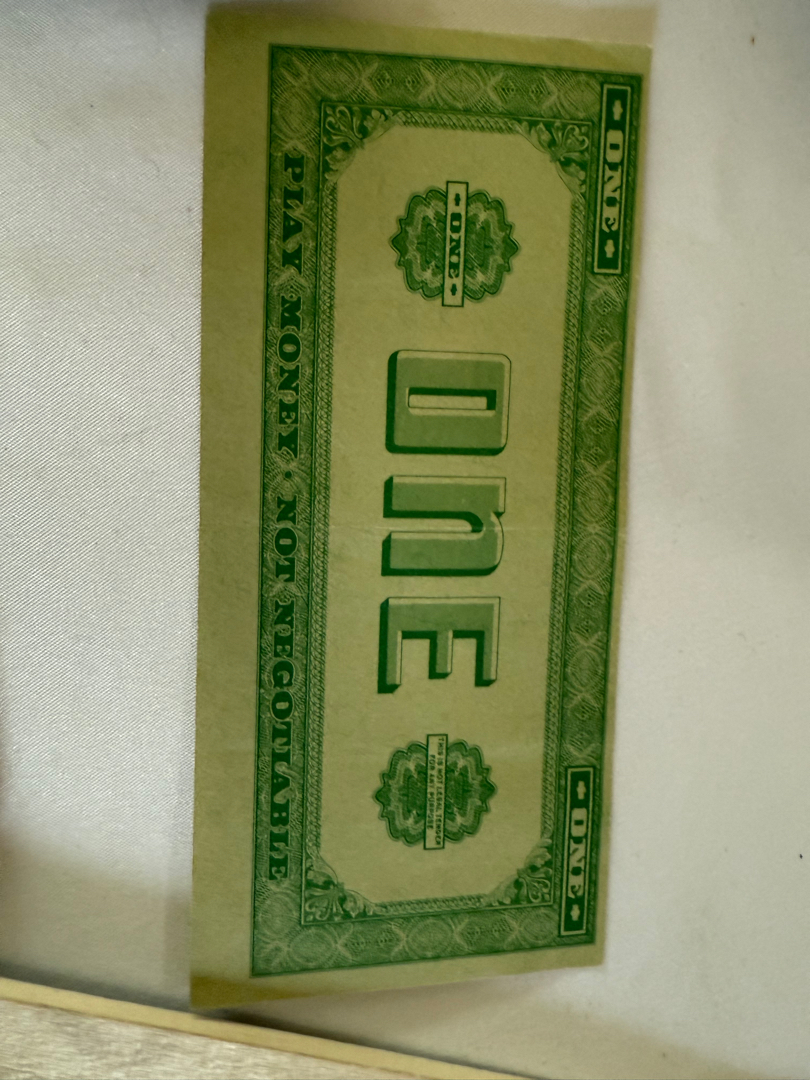 ONE
ONE
ONE
ONE
THIS IS NOT LEGAL TENDER
FOR ANY PURPOSE
PLAY MONEY · NOT NEGOTIABLE